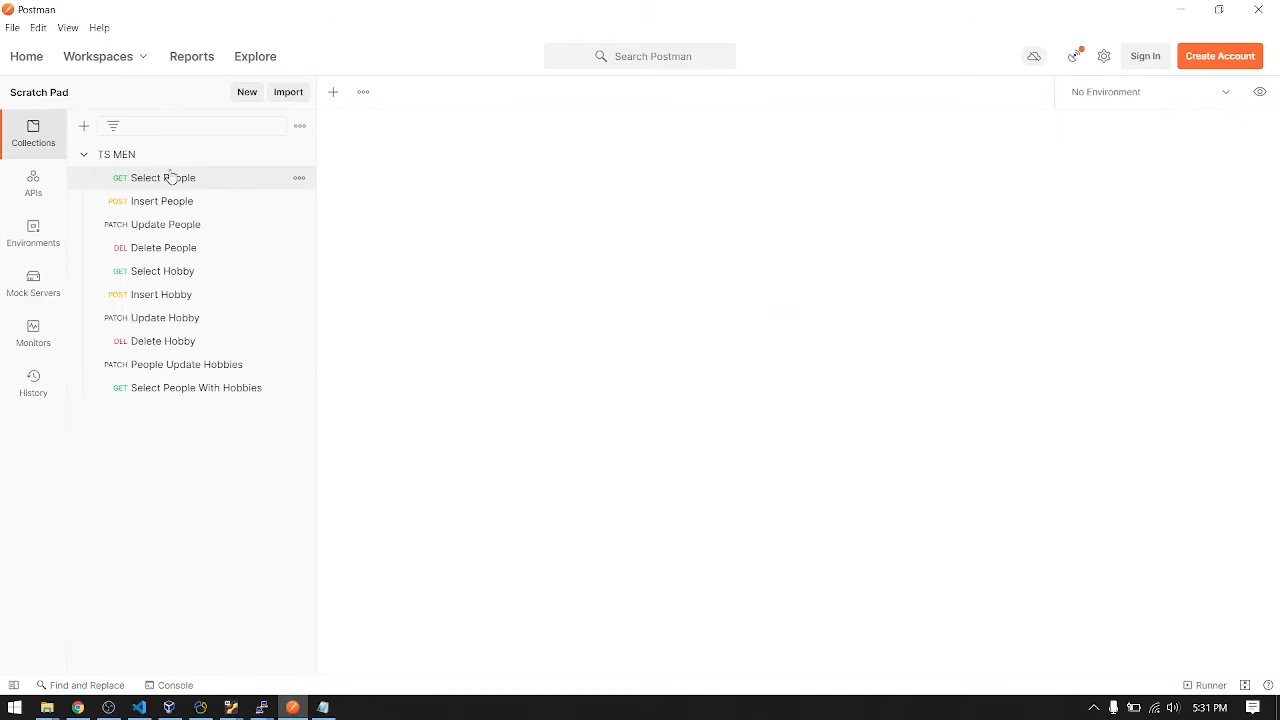 Postman
File Edit View Help
Home Workspaces Reports Explore Search Postman Sign In Create Account
Scratch Pad New Import No Environment
Collections
APIs
Environments
Mock Servers
Monitors
History
TS MEN
GET Select People
POST Insert People
PATCH Update People
DEL Delete People
GET Select Hobby
POST Insert Hobby
PATCH Update Hobby
DEL Delete Hobby
PATCH People Update Hobbies
GET Select People With Hobbies
Find and Replace Console Runner
5:31 PM